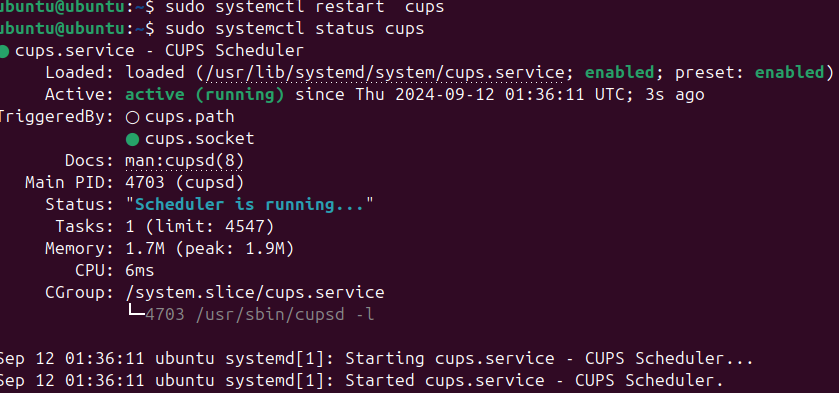 ubuntu@ubuntu:~$ sudo systemctl restart  cups
ubuntu@ubuntu:~$ sudo systemctl status cups
● cups.service - CUPS Scheduler
     Loaded: loaded (/usr/lib/systemd/system/cups.service; enabled; preset: enabled)
     Active: active (running) since Thu 2024-09-12 01:36:11 UTC; 3s ago
TriggeredBy: ○ cups.path
             ● cups.socket
       Docs: man:cupsd(8)
   Main PID: 4703 (cupsd)
     Status: "Scheduler is running..."
      Tasks: 1 (limit: 4547)
     Memory: 1.7M (peak: 1.9M)
        CPU: 6ms
     CGroup: /system.slice/cups.service
             └─4703 /usr/sbin/cupsd -l

Sep 12 01:36:11 ubuntu systemd[1]: Starting cups.service - CUPS Scheduler...
Sep 12 01:36:11 ubuntu systemd[1]: Started cups.service - CUPS Scheduler.